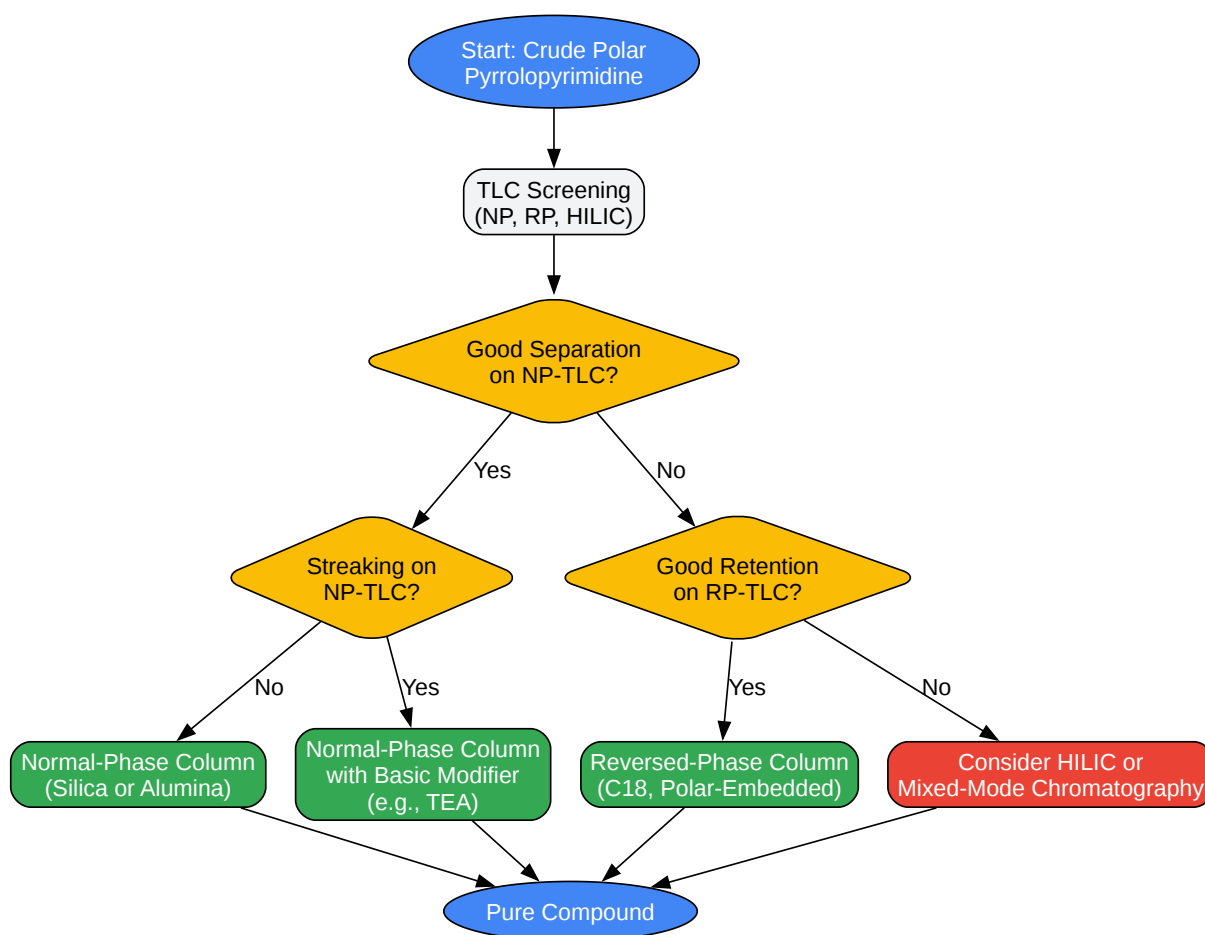 Start: Crude Polar
Pyrrolopyrimidine
TLC Screening
(NP, RP, HILIC)
Good Separation
on NP-TLC?
Yes
No
Streaking on
NP-TLC?
Good Retention
on RP-TLC?
No
Yes
Yes
No
Normal-Phase Column
(Silica or Alumina)
Normal-Phase Column
with Basic Modifier
(e.g., TEA)
Reversed-Phase Column
(C18, Polar-Embedded)
Consider HILIC or
Mixed-Mode Chromatography
Pure Compound